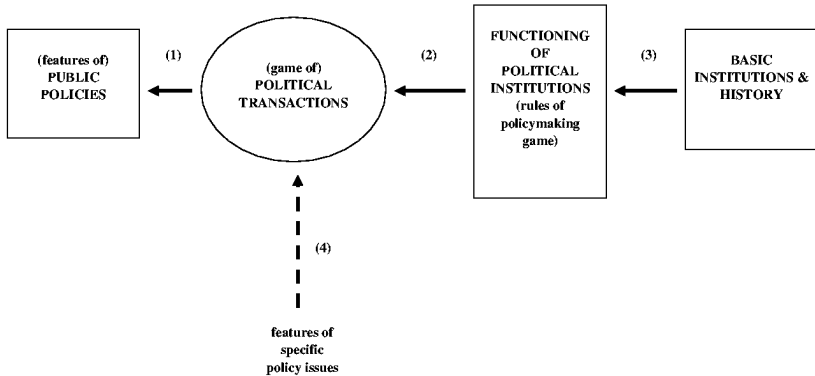 (features of)
PUBLIC
POLICIES
(1)
(game of)
POLITICAL
TRANSACTIONS
(2)
FUNCTIONING
OF
POLITICAL
INSTITUTIONS
(rules of
policymaking
game)
(3)
BASIC
INSTITUTIONS &
HISTORY
(4)
features of
specific
policy issues